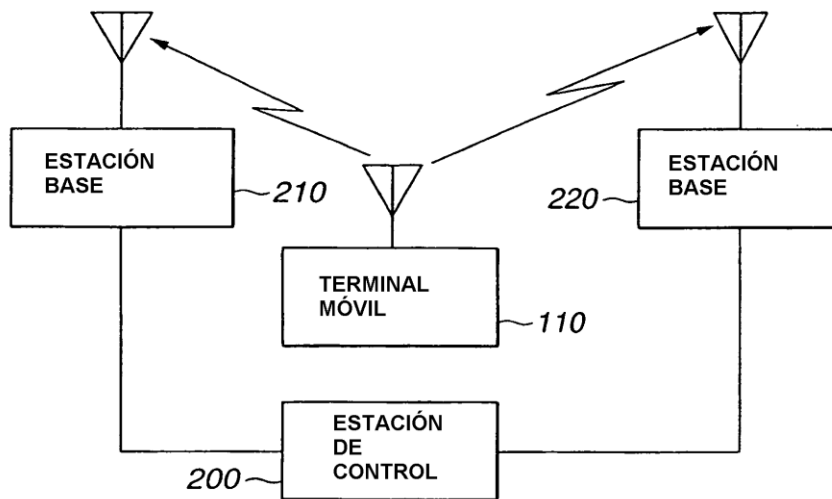 ESTACIÓN
BASE
210
ESTACIÓN
BASE
220
TERMINAL
MÓVIL
110
ESTACIÓN
DE
CONTROL
200